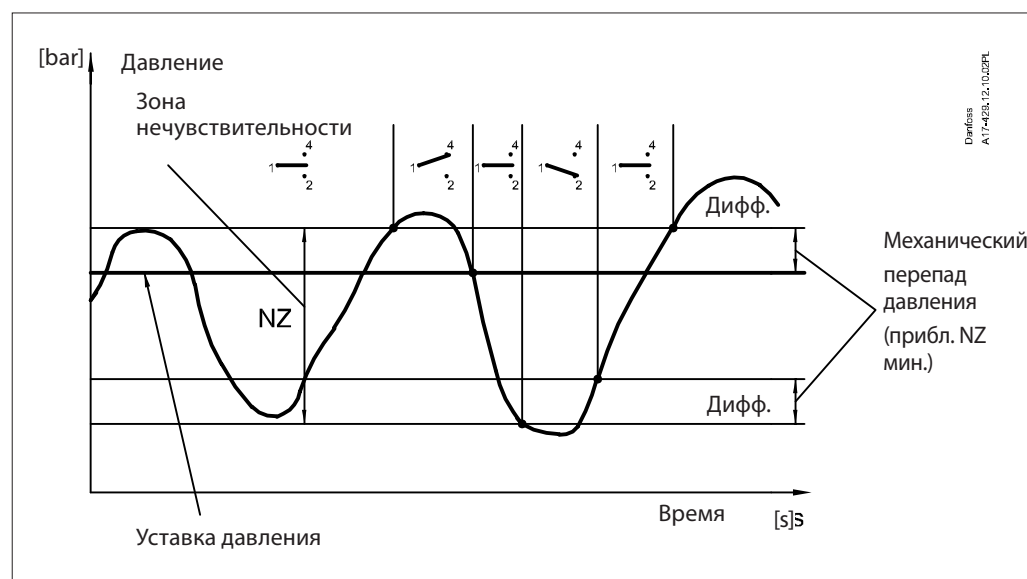 [bar]
Давление
Зона
нечувствительности
Danfoss
A17-429.12.10.02PL
4
1
2
4
1
2
4
1
2
4
1
2
4
1
2
Дифф.
Механический
перепад
давления
(прибл. NZ
мин.)
NZ
Дифф.
Время
[s]s
Уставка давления